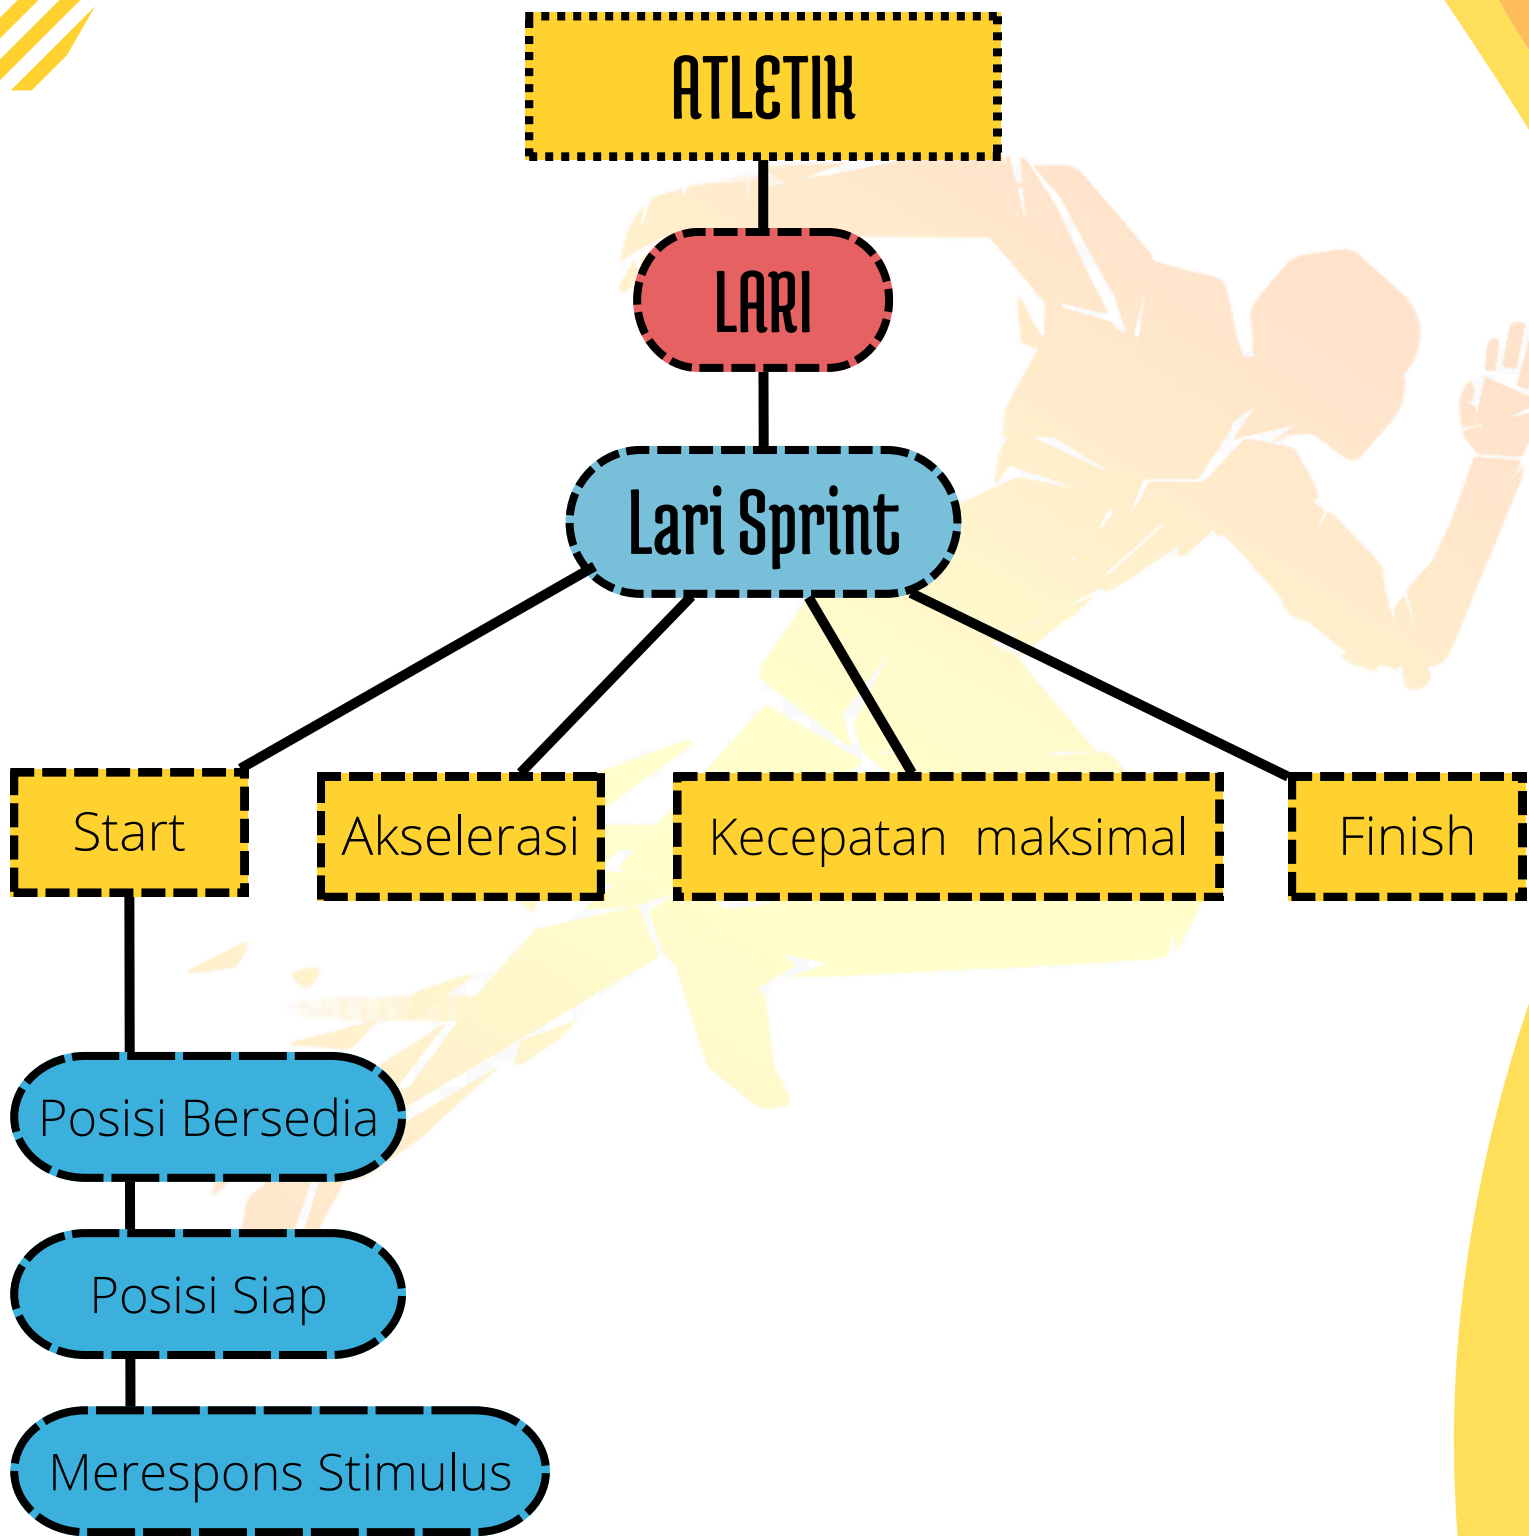 ATLETIK
LARI
Lari Sprint
Start
Akselerasi
Kecepatan maksimal
Finish
Posisi Bersedia
Posisi Siap
Merespons Stimulus